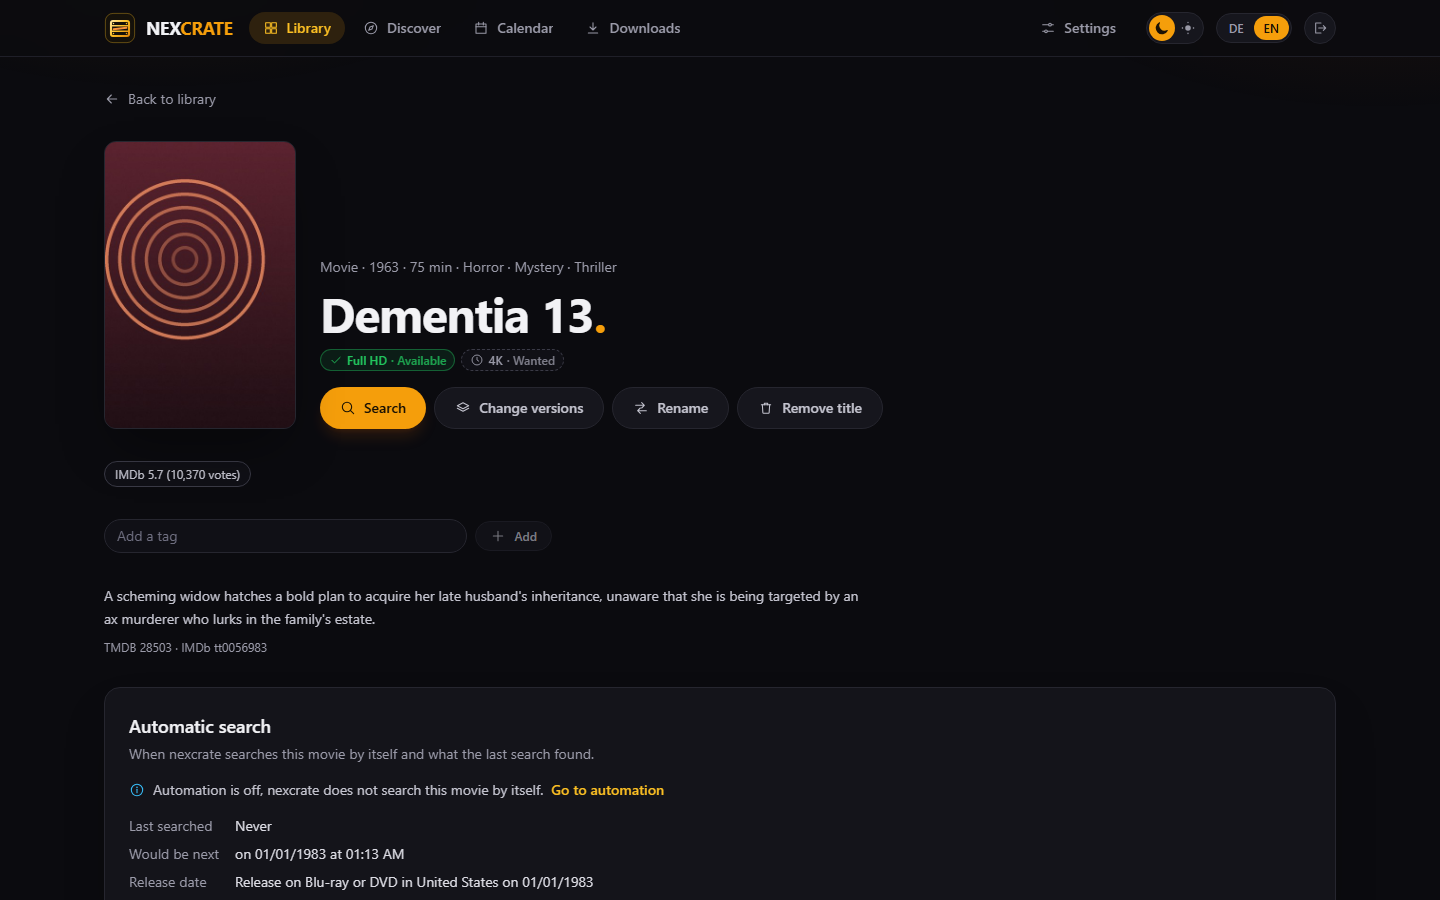 NEXCRATE Library Discover Calendar Downloads Settings DE EN
Back to library
Movie · 1963 · 75 min · Horror · Mystery · Thriller
Dementia 13.
Full HD · Available 4K · Wanted
Search Change versions Rename Remove title
IMDb 5.7 (10,370 votes)
Add a tag Add
A scheming widow hatches a bold plan to acquire her late husband's inheritance, unaware that she is being targeted by an
ax murderer who lurks in the family's estate.
TMDB 28503 · IMDb tt0056983
Automatic search
When nexcrate searches this movie by itself and what the last search found.
Automation is off, nexcrate does not search this movie by itself. Go to automation
Last searched Never
Would be next on 01/01/1983 at 01:13 AM
Release date Release on Blu-ray or DVD in United States on 01/01/1983